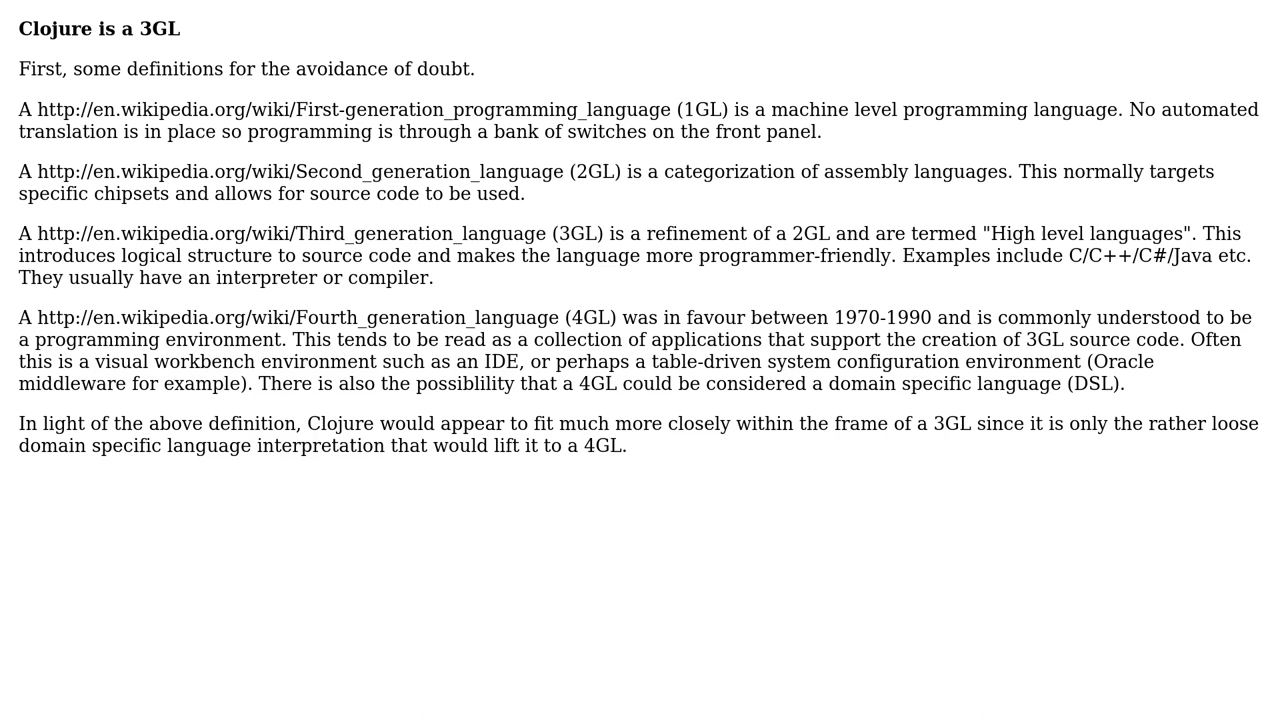 Clojure is a 3GL
First, some definitions for the avoidance of doubt.
A http://en.wikipedia.org/wiki/First-generation_programming_language (1GL) is a machine level programming language. No automated
translation is in place so programming is through a bank of switches on the front panel.
A http://en.wikipedia.org/wiki/Second_generation_language (2GL) is a categorization of assembly languages. This normally targets
specific chipsets and allows for source code to be used.
A http://en.wikipedia.org/wiki/Third_generation_language (3GL) is a refinement of a 2GL and are termed "High level languages". This
introduces logical structure to source code and makes the language more programmer-friendly. Examples include C/C++/C#/Java etc.
They usually have an interpreter or compiler.
A http://en.wikipedia.org/wiki/Fourth_generation_language (4GL) was in favour between 1970-1990 and is commonly understood to be
a programming environment. This tends to be read as a collection of applications that support the creation of 3GL source code. Often
this is a visual workbench environment such as an IDE, or perhaps a table-driven system configuration environment (Oracle
middleware for example). There is also the possiblility that a 4GL could be considered a domain specific language (DSL).
In light of the above definition, Clojure would appear to fit much more closely within the frame of a 3GL since it is only the rather loose
domain specific language interpretation that would lift it to a 4GL.